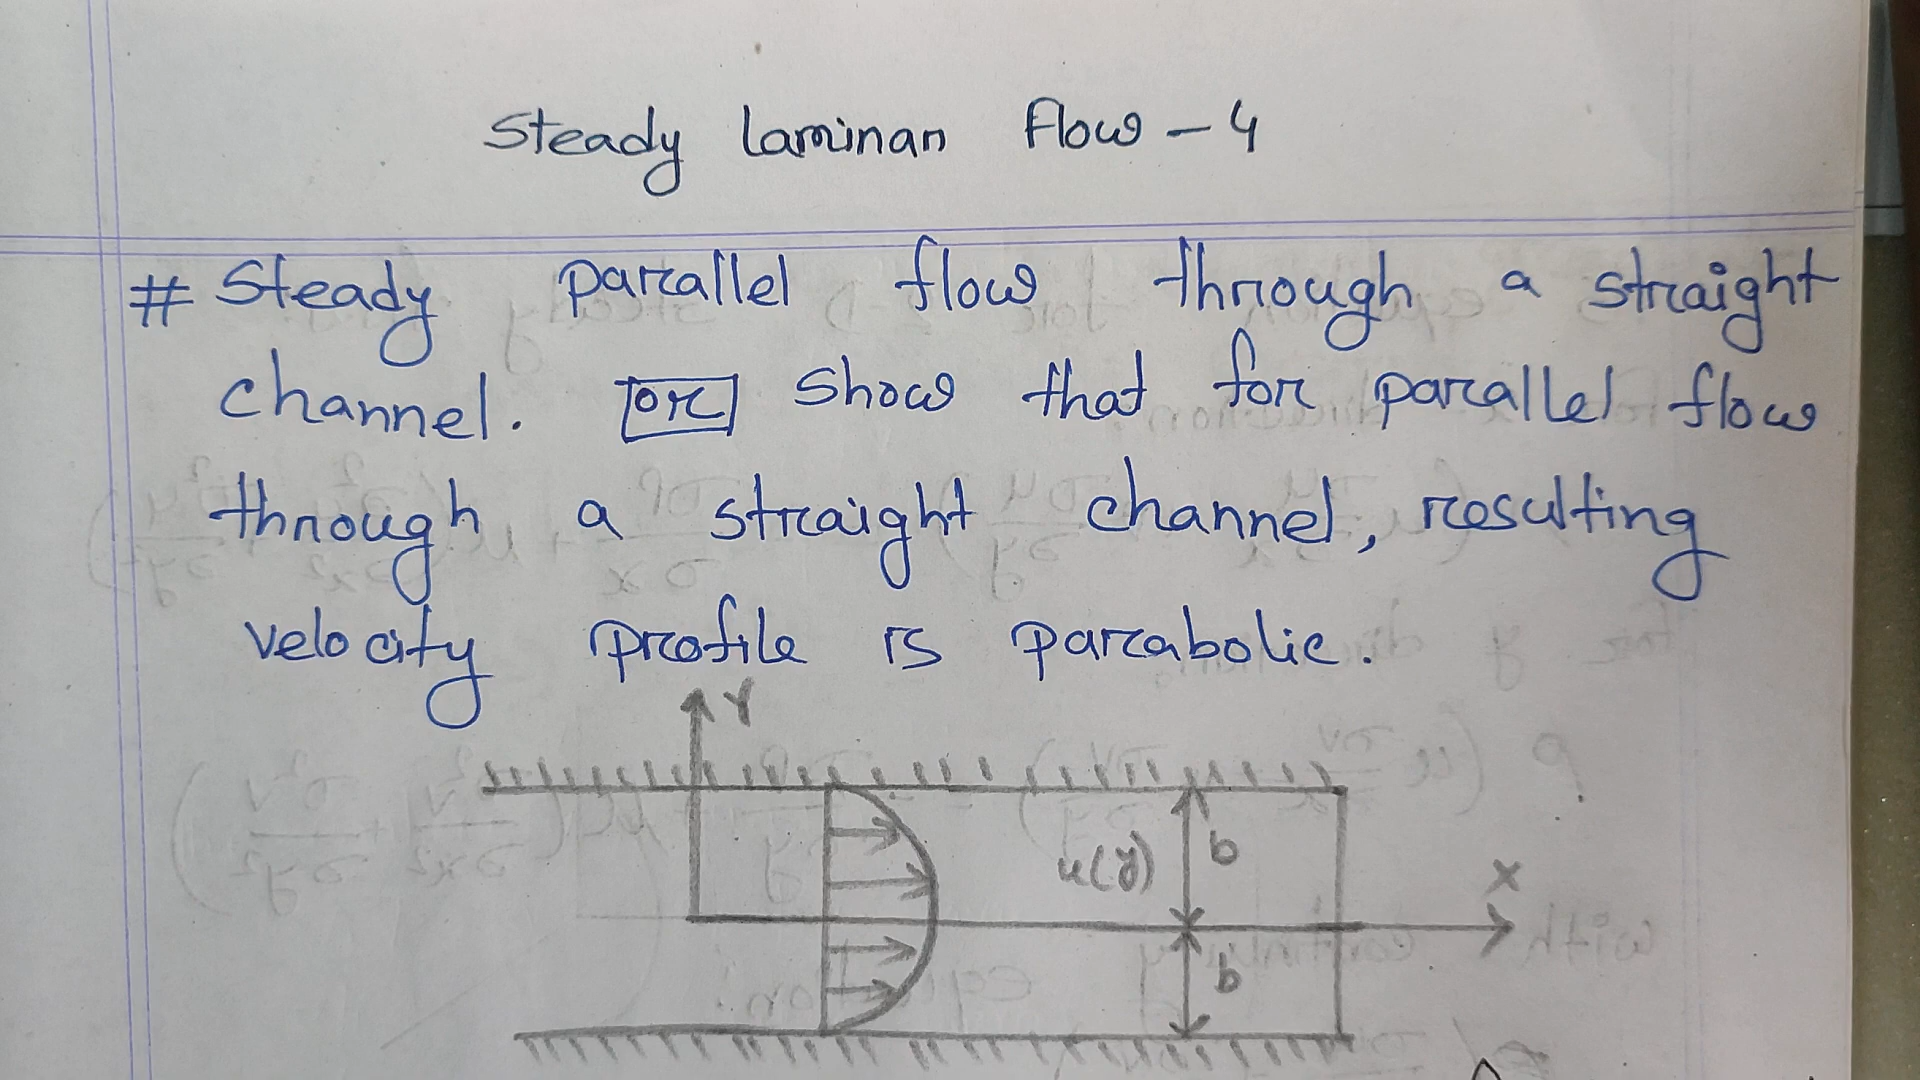 Steady laminar Flow - 4
# Steady parallel flow through a straight
channel. or show that for parallel flow
through a straight channel, resulting
velocity profile is parabolic.
Y
u(y)
b
X
b